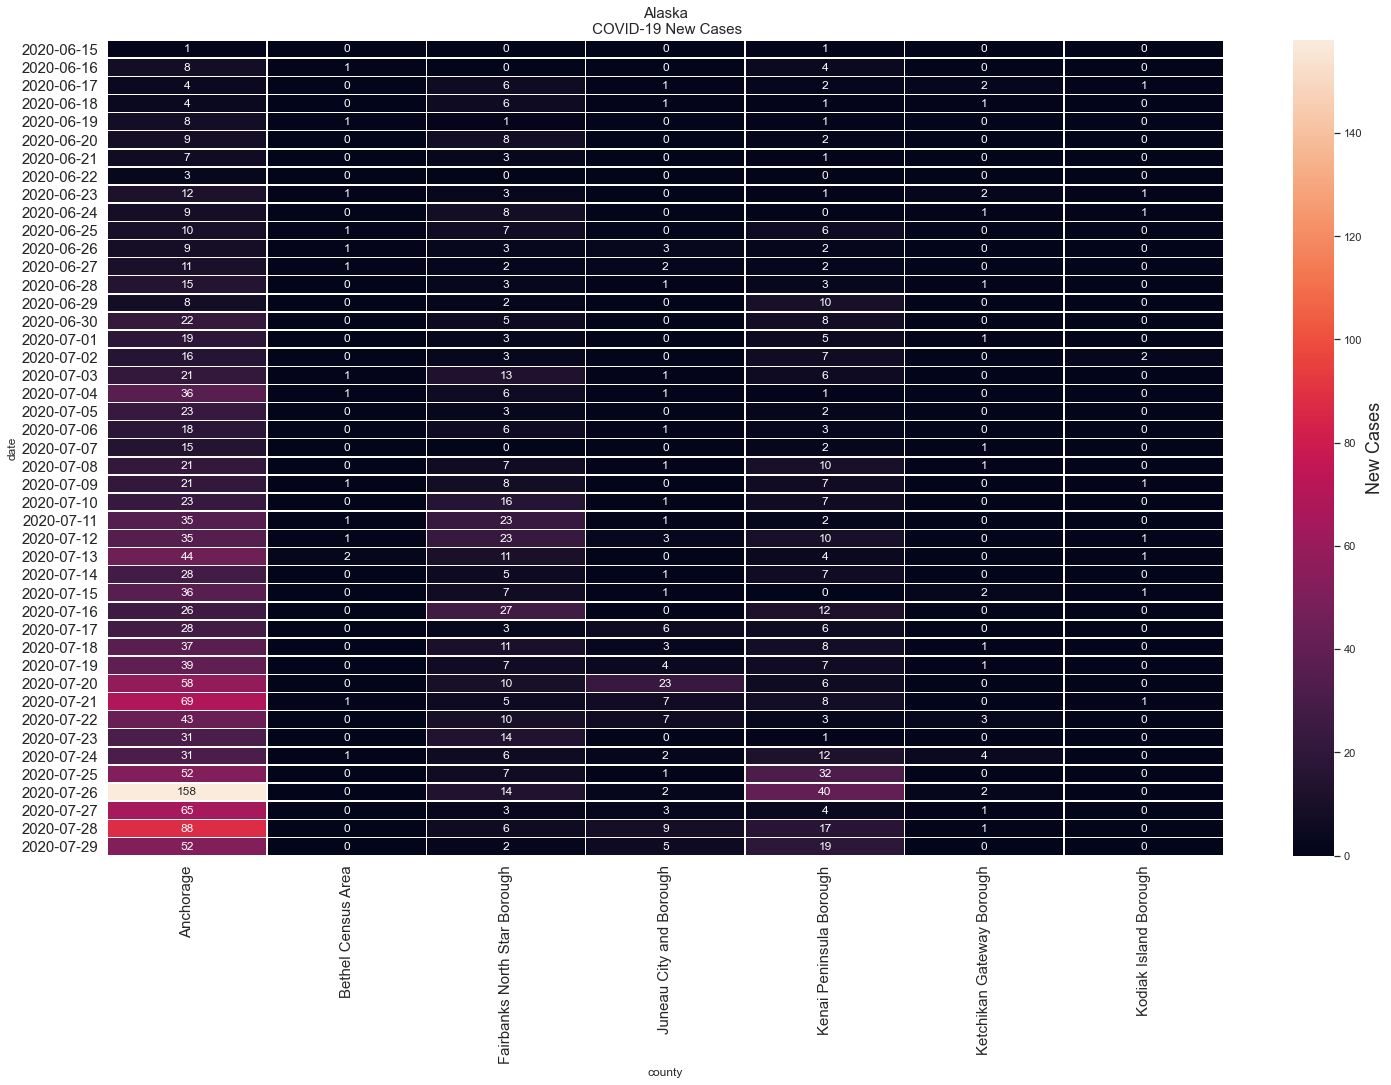 Alaska
COVID-19 New Cases
2020-06-15 1 0 0 0 1 0 0
2020-06-16 8 1 0 0 4 0 0
2020-06-17 4 0 6 1 2 2 1
2020-06-18 4 0 6 1 1 1 0
2020-06-19 8 1 1 0 1 0 0
2020-06-20 9 0 8 0 2 0 0
2020-06-21 7 0 3 0 1 0 0
2020-06-22 3 0 0 0 0 0 0
2020-06-23 12 1 3 0 1 2 1
2020-06-24 9 0 8 0 0 1 1
2020-06-25 10 1 7 0 6 0 0
2020-06-26 9 1 3 3 2 0 0
2020-06-27 11 1 2 2 2 0 0
2020-06-28 15 0 3 1 3 1 0
2020-06-29 8 0 2 0 10 0 0
2020-06-30 22 0 5 0 8 0 0
2020-07-01 19 0 3 0 5 1 0
2020-07-02 16 0 3 0 7 0 2
2020-07-03 21 1 13 1 6 0 0
2020-07-04 36 1 6 1 1 0 0
2020-07-05 23 0 3 0 2 0 0
2020-07-06 18 0 6 1 3 0 0
2020-07-07 15 0 0 0 2 1 0
2020-07-08 21 0 7 1 10 1 0
2020-07-09 21 1 8 0 7 0 1
2020-07-10 23 0 16 1 7 0 0
2020-07-11 35 1 23 1 2 0 0
2020-07-12 35 1 23 3 10 0 1
2020-07-13 44 2 11 0 4 0 1
2020-07-14 28 0 5 1 7 0 0
2020-07-15 36 0 7 1 0 2 1
2020-07-16 26 0 27 0 12 0 0
2020-07-17 28 0 3 6 6 0 0
2020-07-18 37 0 11 3 8 1 0
2020-07-19 39 0 7 4 7 1 0
2020-07-20 58 0 10 23 6 0 0
2020-07-21 69 1 5 7 8 0 1
2020-07-22 43 0 10 7 3 3 0
2020-07-23 31 0 14 0 1 0 0
2020-07-24 31 1 6 2 12 4 0
2020-07-25 52 0 7 1 32 0 0
2020-07-26 158 0 14 2 40 2 0
2020-07-27 65 0 3 3 4 1 0
2020-07-28 88 0 6 9 17 1 0
2020-07-29 52 0 2 5 19 0 0
date
Anchorage
Bethel Census Area
Fairbanks North Star Borough
Juneau City and Borough
Kenai Peninsula Borough
Ketchikan Gateway Borough
Kodiak Island Borough
county
140
120
100
80
60
40
20
0
New Cases